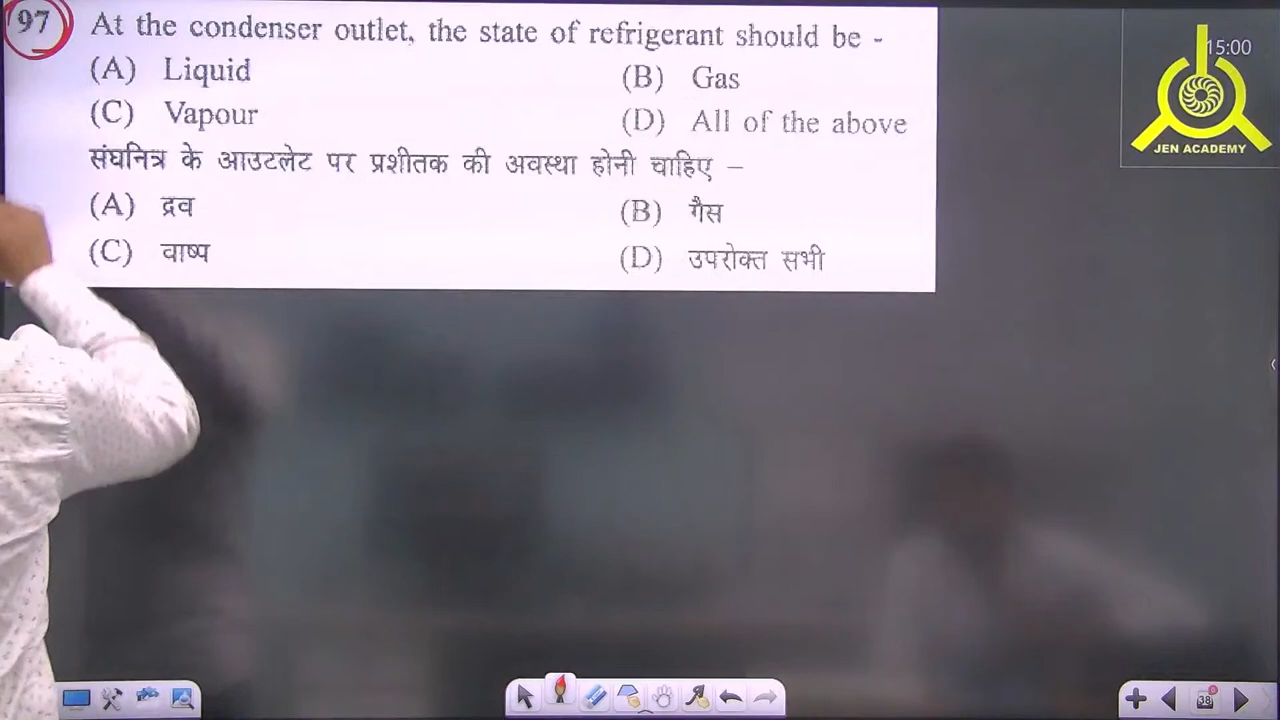 97 At the condenser outlet, the state of refrigerant should be -
(A) Liquid (B) Gas
(C) Vapour (D) All of the above
संघनित्र के आउटलेट पर प्रशीतक की अवस्था होनी चाहिए –
(A) द्रव (B) गैस
(C) वाष्प (D) उपरोक्त सभी
15:00
JEN ACADEMY
38